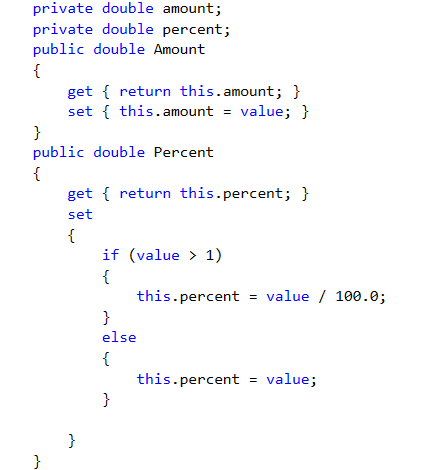 private double amount;
private double percent;
public double Amount
{
    get { return this.amount; }
    set { this.amount = value; }
}
public double Percent
{
    get { return this.percent; }
    set
    {
        if (value > 1)
        {
            this.percent = value / 100.0;
        }
        else
        {
            this.percent = value;
        }

    }
}